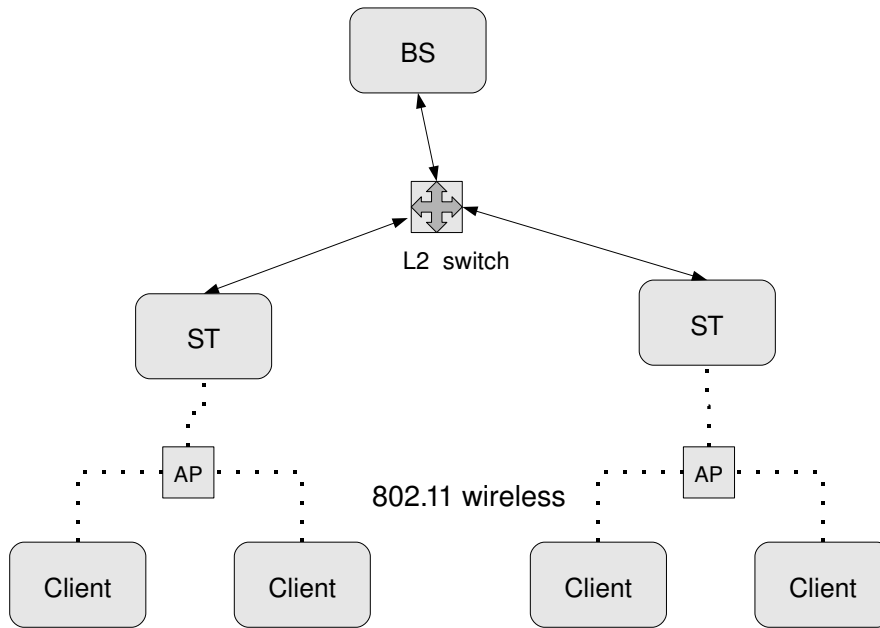 BS
L2 switch
ST
ST
AP
AP
802.11 wireless
Client
Client
Client
Client